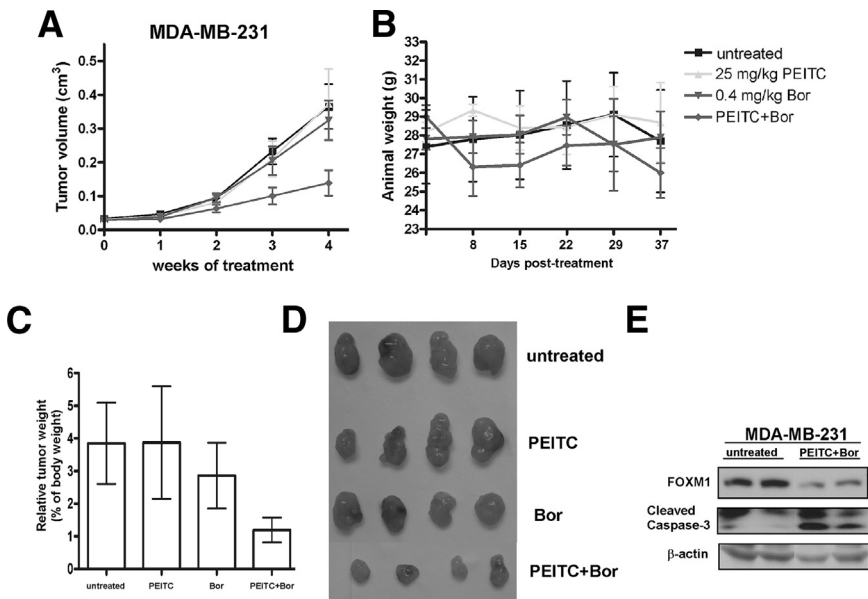 A
MDA-MB-231
Tumor volume (cm3)
0.5
0.4
0.3
0.2
0.1
0.0
0 1 2 3 4
weeks of treatment
B
Animal weight (g)
33
32
31
30
29
28
27
26
25
24
23
8 15 22 29 37
Days post-treatment
untreated
25 mg/kg PEITC
0.4 mg/kg Bor
PEITC+Bor
C
Relative tumor weight
(% of body weight)
6
5
4
3
2
1
0
untreated PEITC Bor PEITC+Bor
D
untreated
PEITC
Bor
PEITC+Bor
E
MDA-MB-231
untreated PEITC+Bor
FOXM1
Cleaved
Caspase-3
β-actin